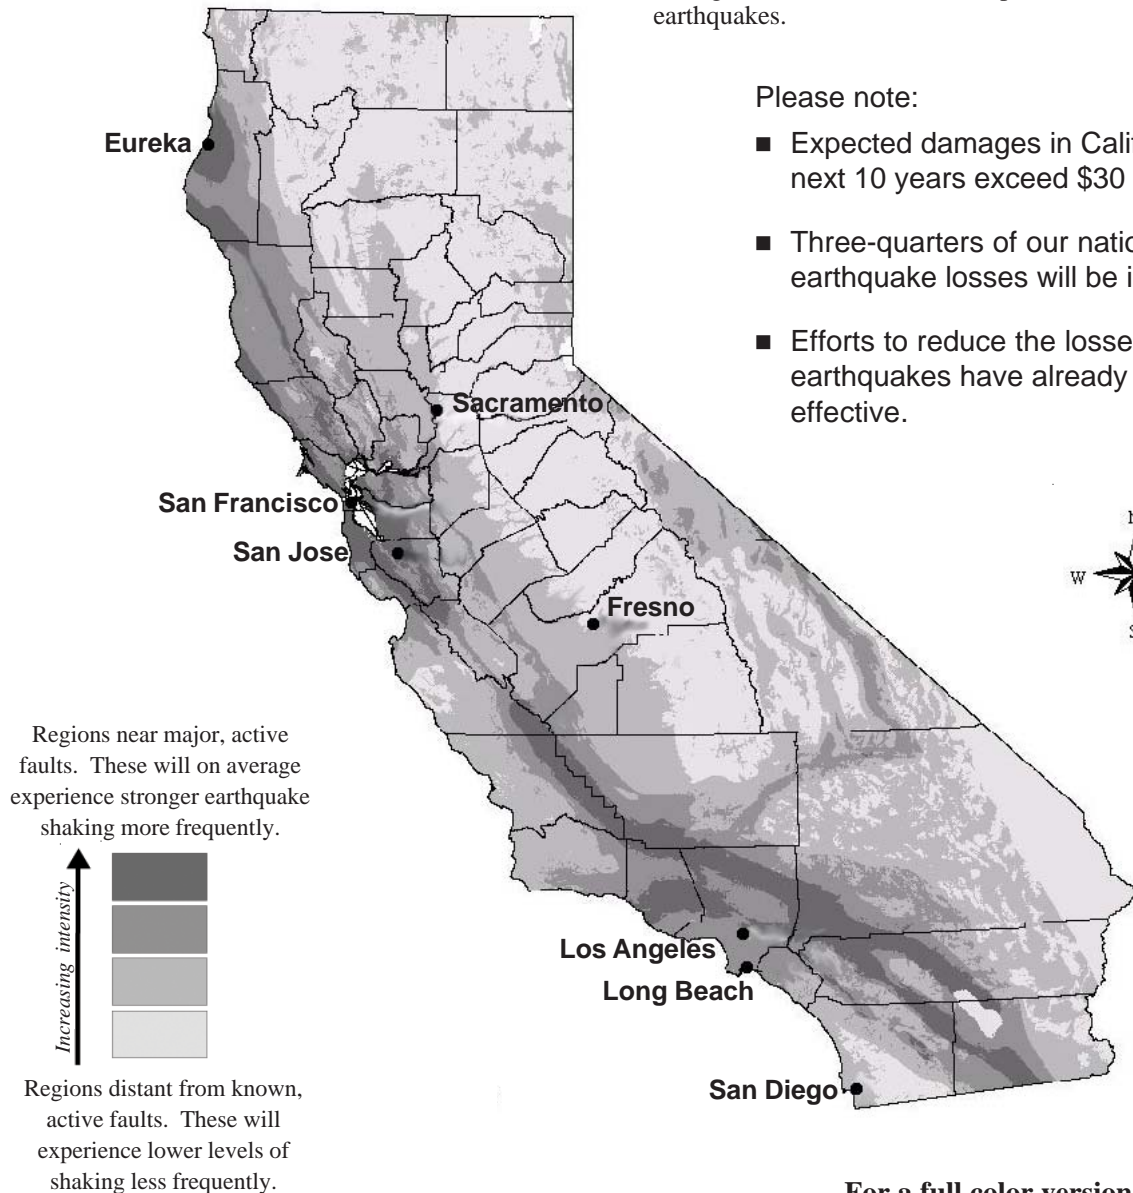 earthquakes.
Please note:
■ Expected damages in Cali
next 10 years exceed $30
■ Three-quarters of our natio
earthquake losses will be i
■ Efforts to reduce the losse
earthquakes have already
effective.
Eureka
Sacramento
San Francisco
San Jose
W
Fresno
Regions near major, active
faults. These will on average
experience stronger earthquake
shaking more frequently.
Increasing intensity
Los Angeles
Long Beach
San Diego
Regions distant from known,
active faults. These will
experience lower levels of
shaking less frequently.
For a full color version